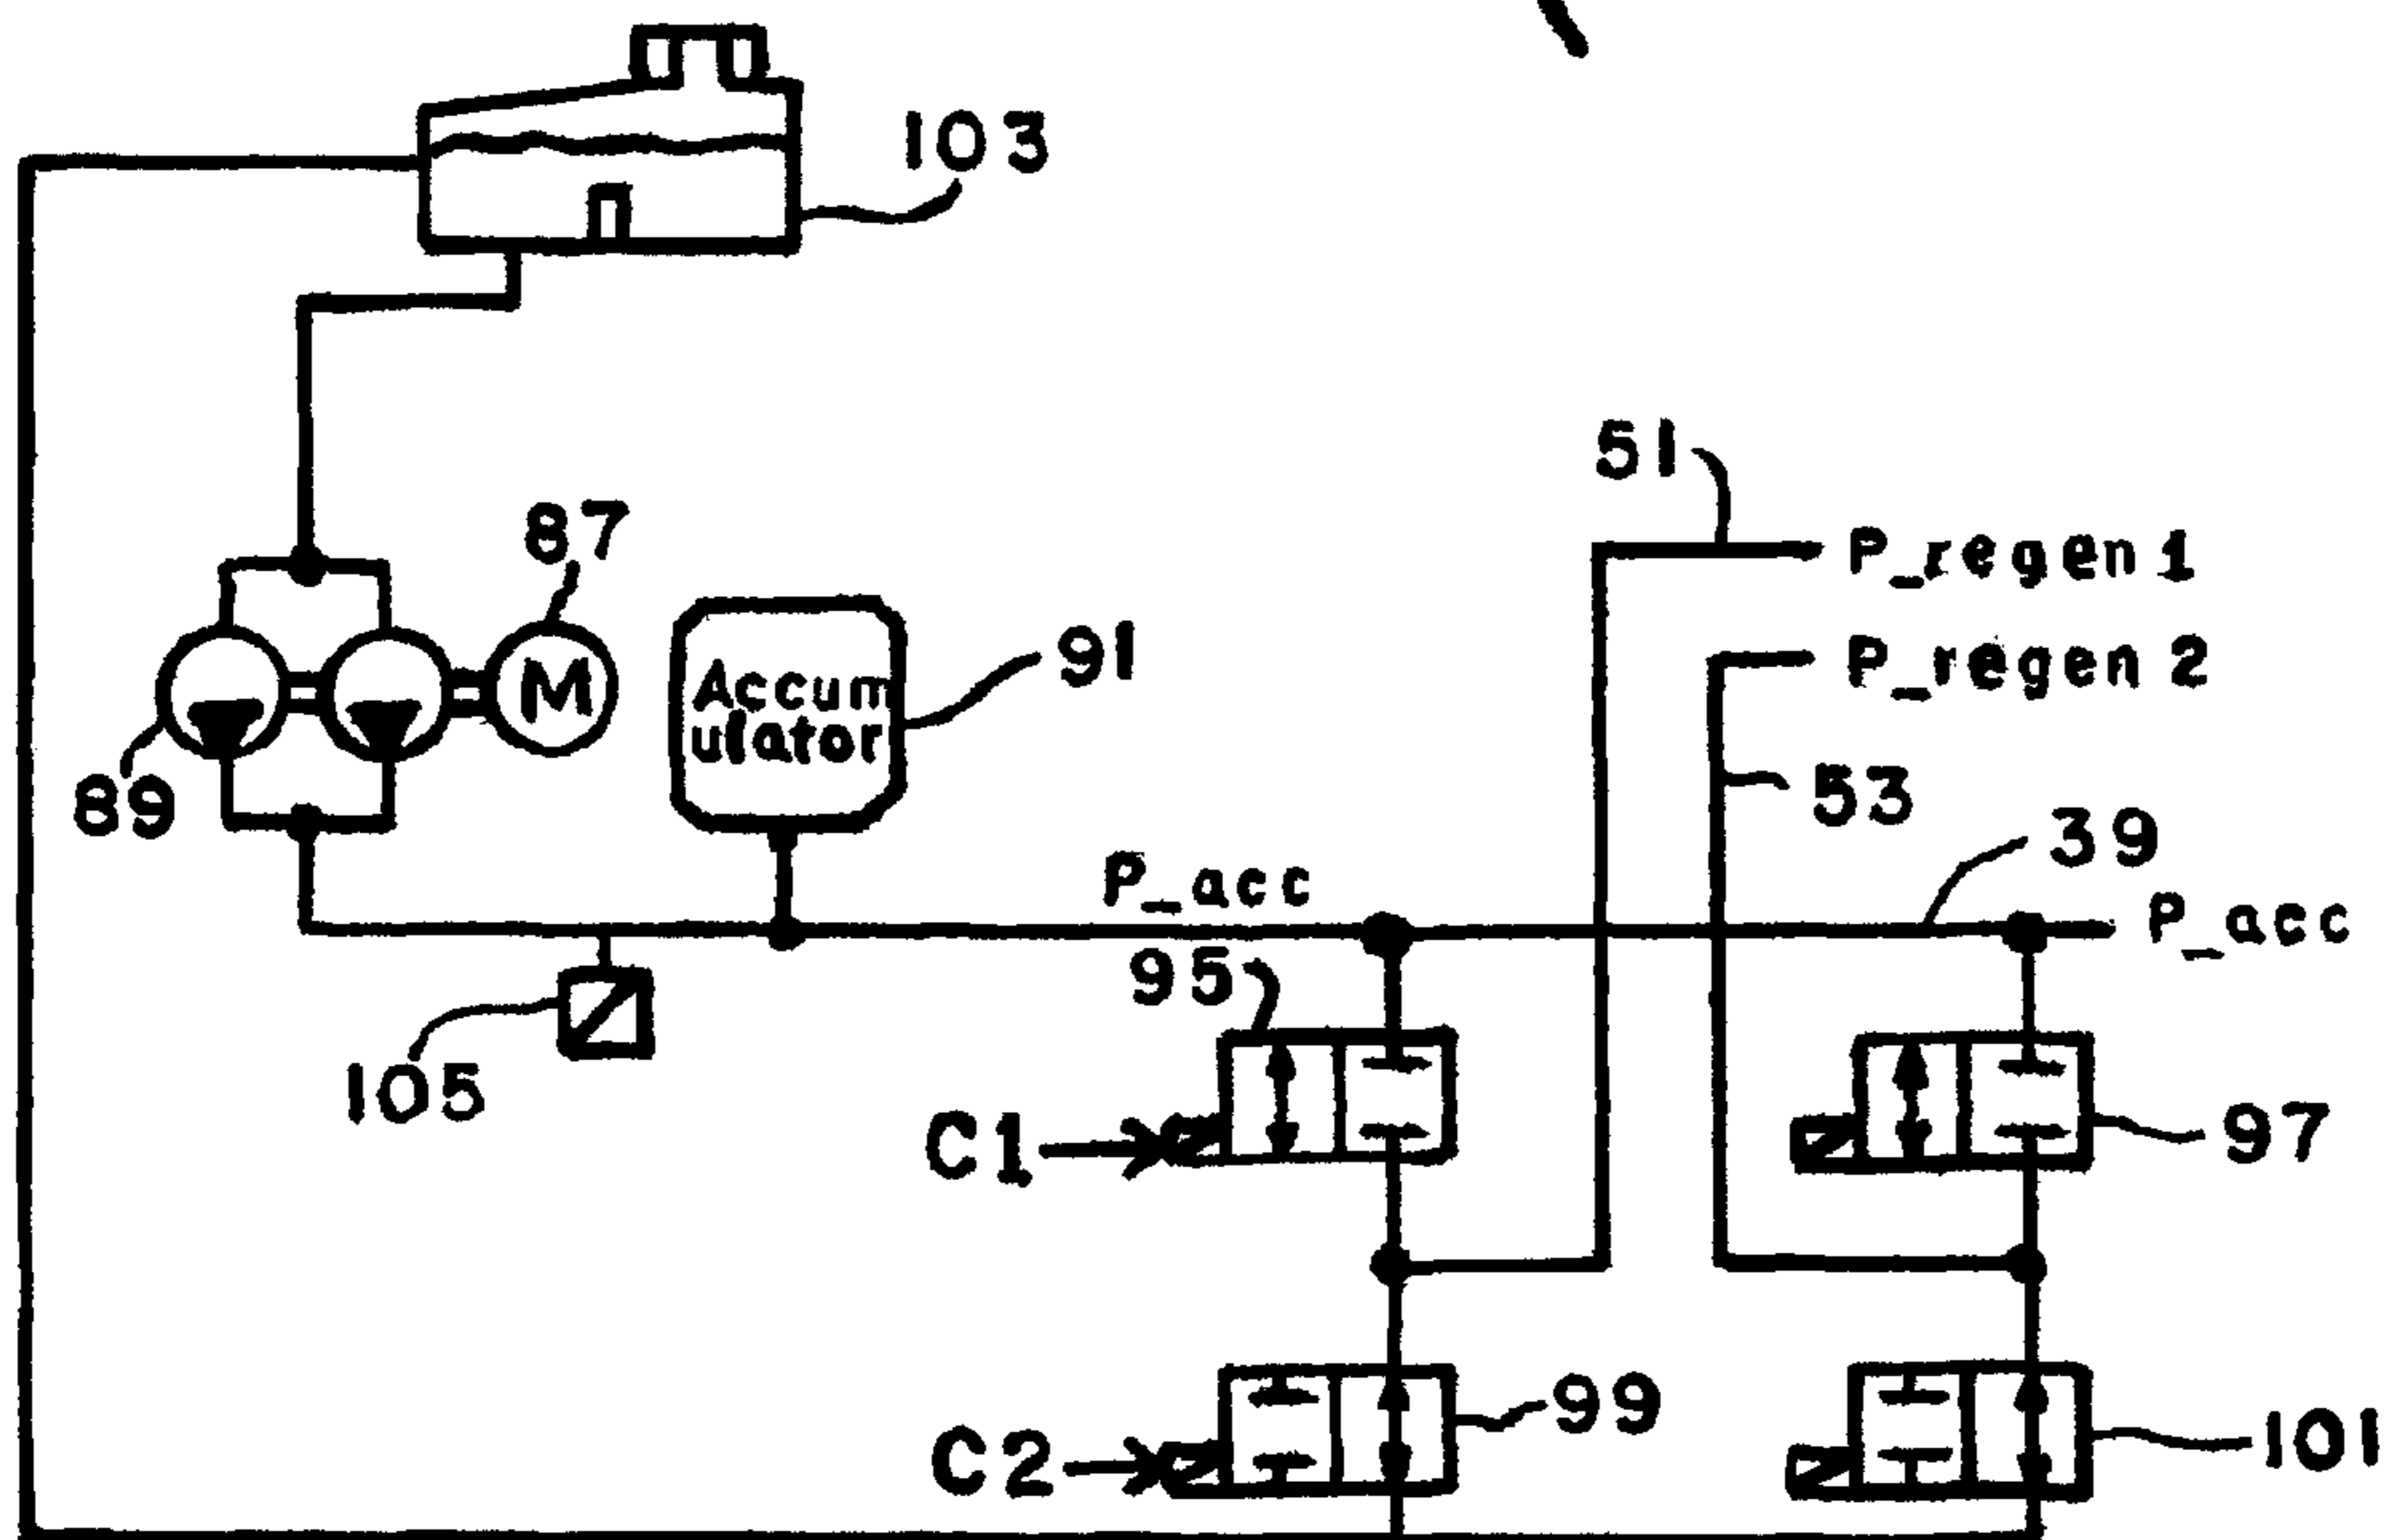 103
51
87
P_regen 1
91
P_regen 2
M
Accum
ulator
53
89
39
P_acc
P_acc
95
105
C1
97
99
C2
101